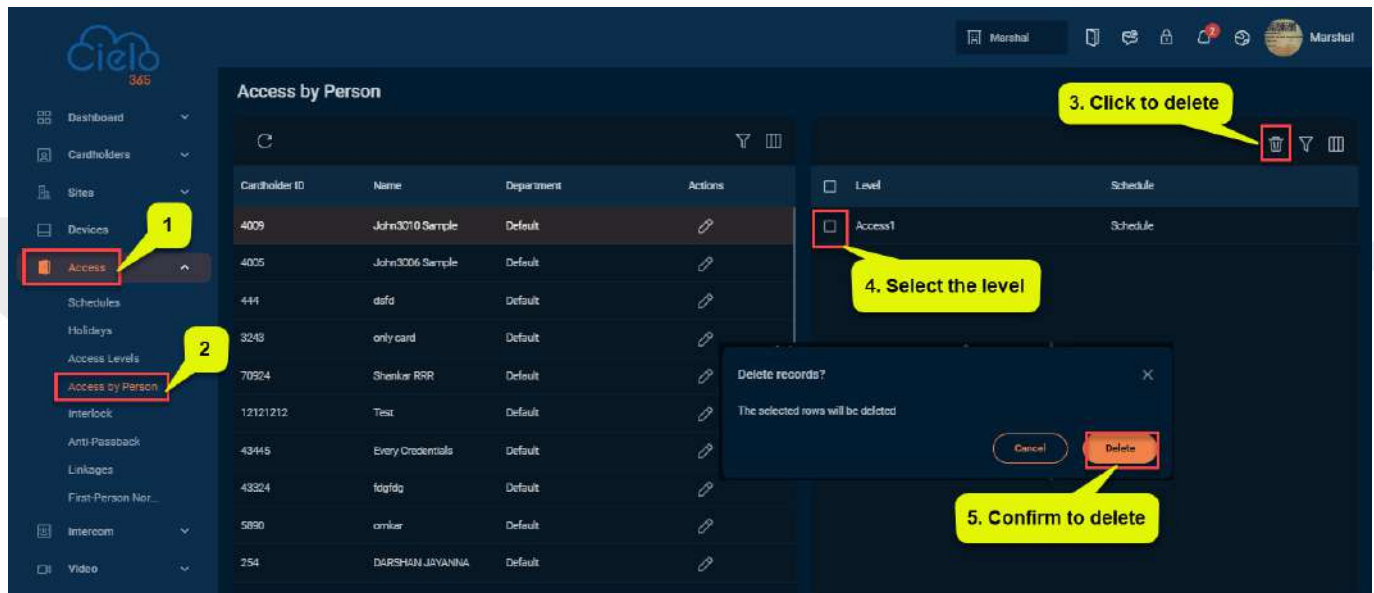 Cielo
365
Marshal
2
Marshal
Dashboard
Cardholders
Sites
Devices
Access
Schedules
Holidays
Access Levels
Access by Person
Interlock
Anti-Passback
Linkages
First-Person Nor...
Intercom
Video
1
2
Access by Person
Cardholder ID Name Department Actions
4009 John3010 Sample Default
4005 John3006 Sample Default
444 dsfd Default
3243 only card Default
70924 Shankar RRR Default
12121212 Test Default
43445 Every Credentials Default
43324 fdgfdg Default
5890 omkar Default
254 DARSHAN JAYANNA Default
3. Click to delete
Level Schedule
Access1 Schedule
4. Select the level
Delete records?
The selected rows will be deleted
Cancel Delete
5. Confirm to delete